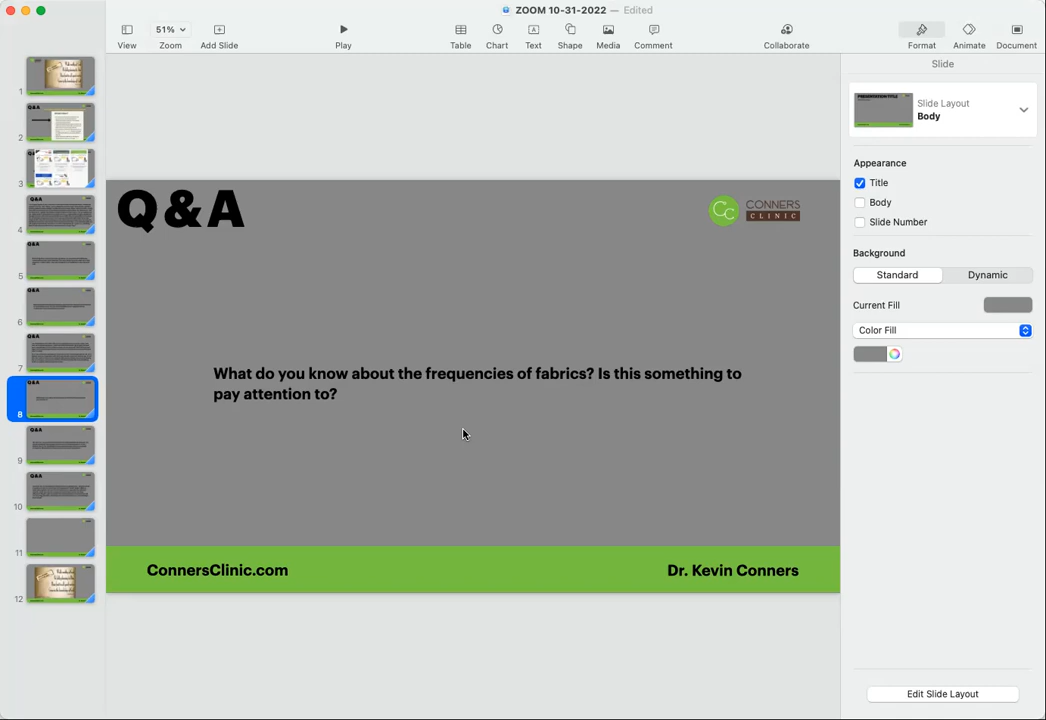 ZOOM 10-31-2022 — Edited
51%
View
Zoom
Add Slide
Play
Table
Chart
Text
Shape
Media
Comment
Collaborate
Format
Animate
Document
1
2
3
4
5
6
7
8
9
10
11
12
Q&A
Q&A
Q&A
Q&A
Q&A
Q&A
Q&A
Q&A
Q&A
CC CONNERS
CLINIC
What do you know about the frequencies of fabrics? Is this something to
pay attention to?
ConnersClinic.com
Dr. Kevin Conners
Slide
PRESENTATION TITLE
Slide Layout
Body
Appearance
Title
Body
Slide Number
Background
Standard
Dynamic
Current Fill
Color Fill
Edit Slide Layout